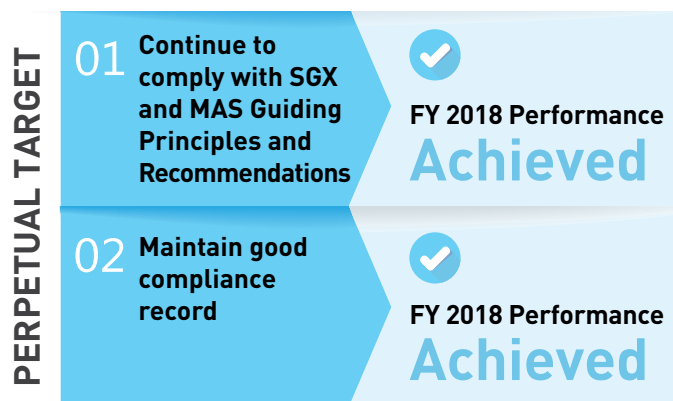 PERPETUAL TARGET
01
Continue to
comply with SGX
and MAS Guiding
Principles and
Recommendations
FY 2018 Performance
Achieved
02
Maintain good
compliance
record
FY 2018 Performance
Achieved